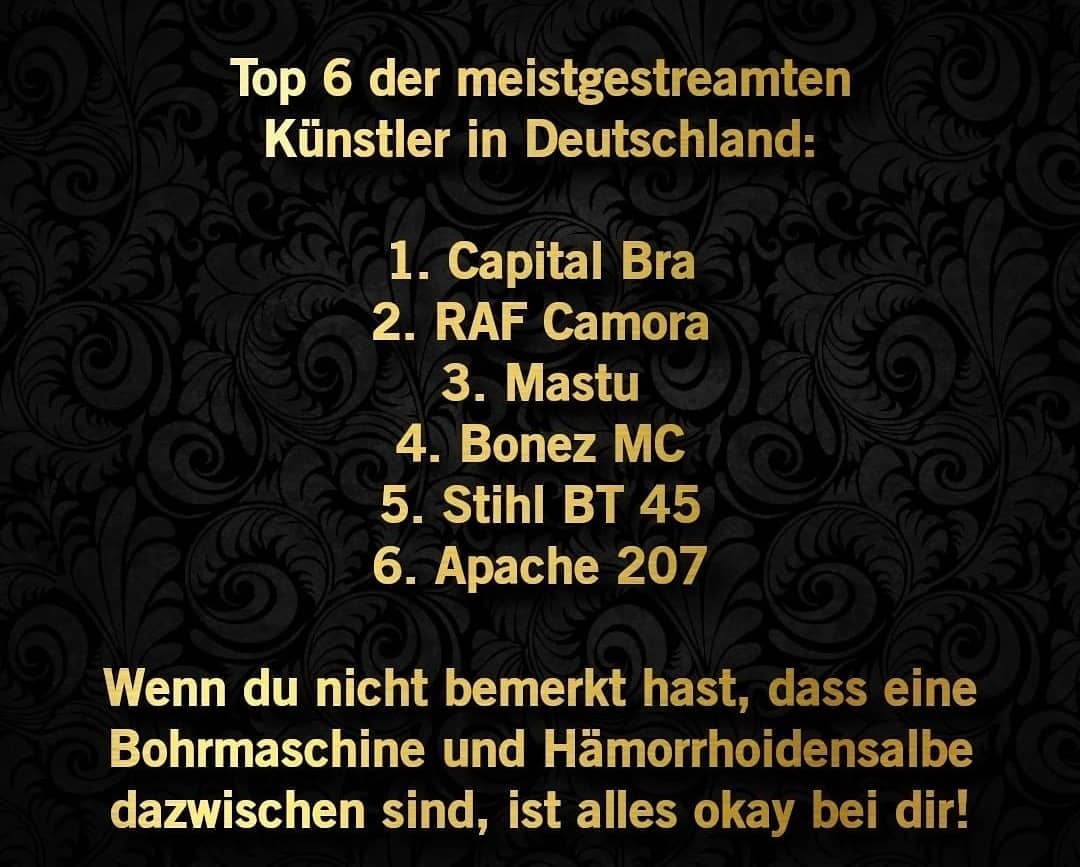 Top 6 der meistgestreamten
Künstler in Deutschland:
1. Capital Bra
2. RAF Camora
3. Mastu
4. Bonez MC
5. Stihl BT 45
6. Apache 207
Wenn du nicht bemerkt hast, dass eine
Bohrmaschine und Hämorrhoidensalbe
dazwischen sind, ist alles okay bei dir!